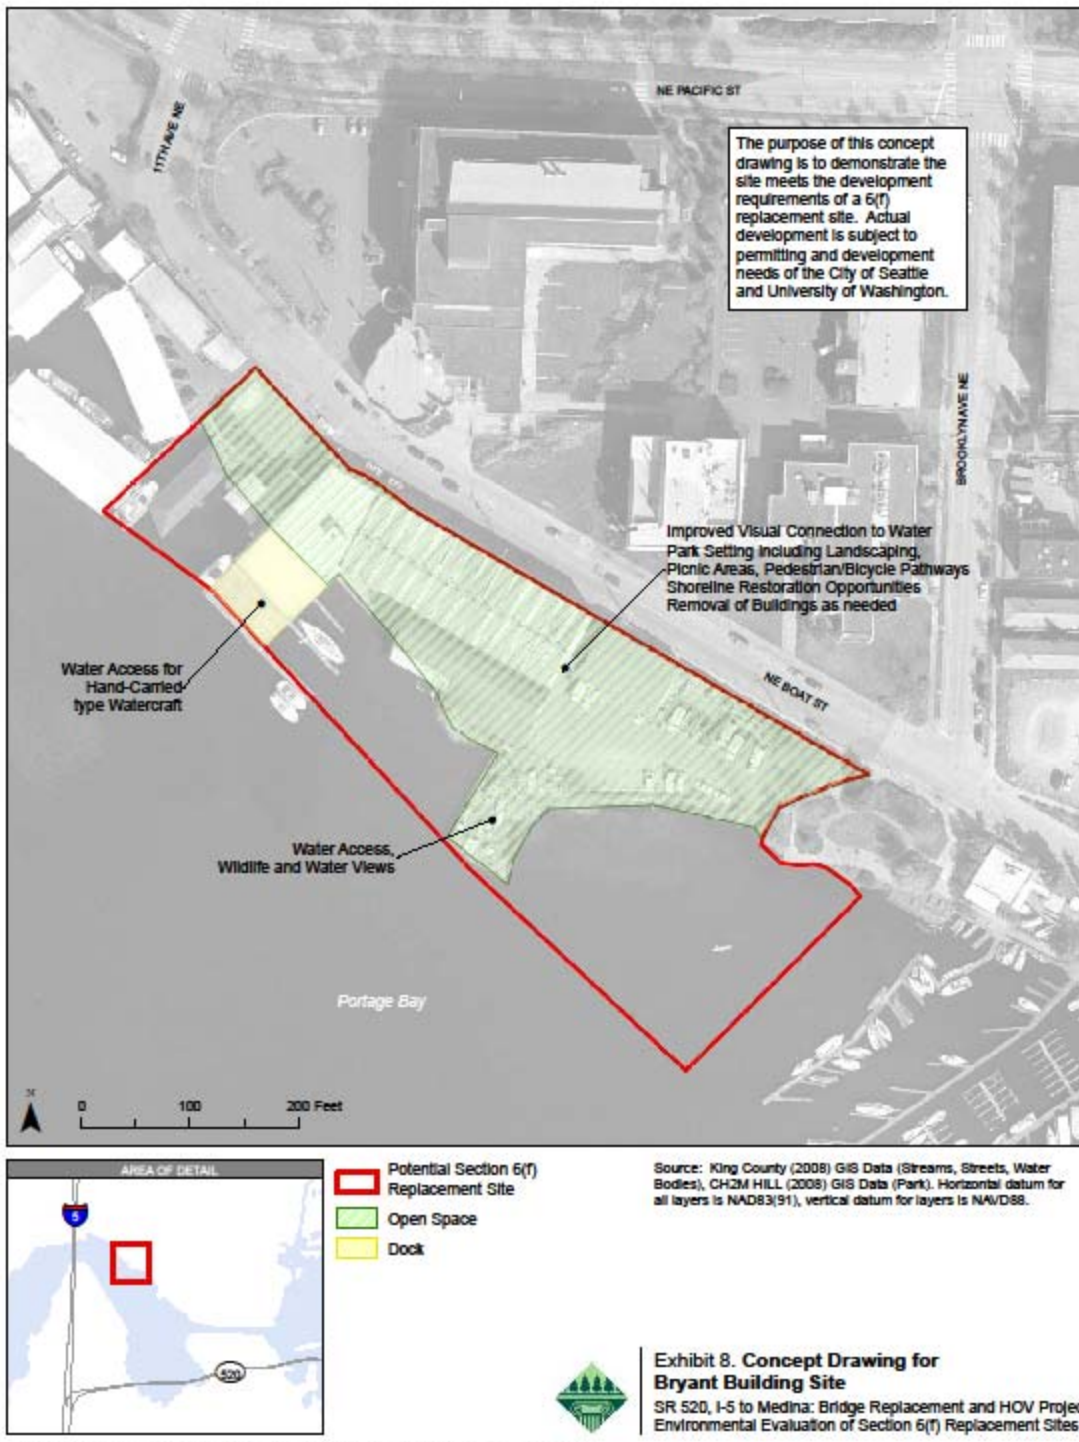 NE PACIFIC ST
11TH AVE NE
The purpose of this concept
drawing is to demonstrate the
site meets the development
requirements of a 6(f)
replacement site. Actual
development is subject to
permitting and development
needs of the City of Seattle
and University of Washington.
BROOKLYN AVE NE
Improved Visual Connection to Water
Park Setting Including Landscaping,
Picnic Areas, Pedestrian/Bicycle Pathways
Shoreline Restoration Opportunities
Removal of Buildings as needed
NE BOAT ST
Water Access for
Hand-Carried
type Watercraft
Water Access,
Wildlife and Water Views
Portage Bay
N
0 100 200 Feet
AREA OF DETAIL
5
520
Potential Section 6(f)
Replacement Site
Open Space
Dock
Source: King County (2008) GIS Data (Streams, Streets, Water
Bodies), CH2M HILL (2008) GIS Data (Park). Horizontal datum for
all layers is NAD83(91), vertical datum for layers is NAVD88.
Exhibit 8. Concept Drawing for
Bryant Building Site
SR 520, I-5 to Medina: Bridge Replacement and HOV Projec
Environmental Evaluation of Section 6(f) Replacement Sites